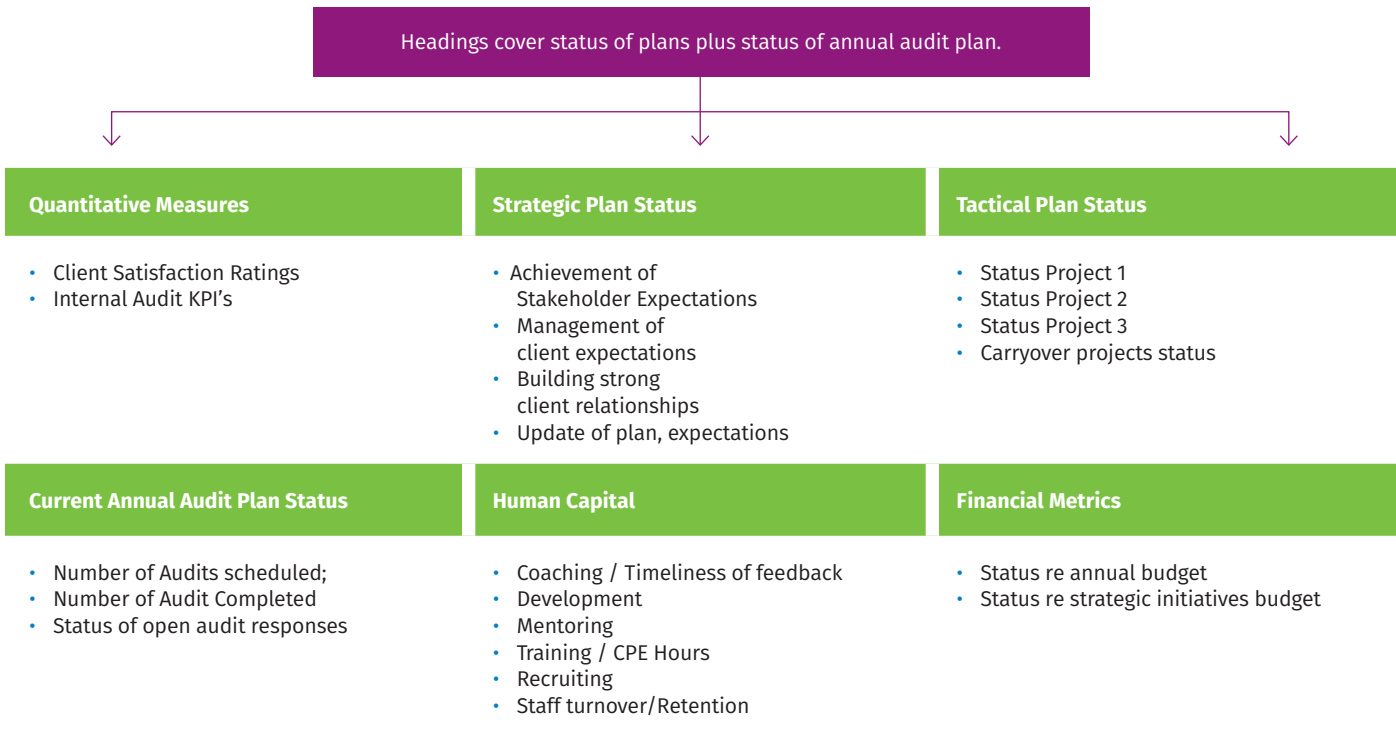 Headings cover status of plans plus status of annual audit plan.
Quantitative Measures
• Client Satisfaction Ratings
• Internal Audit KPI’s
Strategic Plan Status
• Achievement of
Stakeholder Expectations
• Management of
client expectations
• Building strong
client relationships
• Update of plan, expectations
Tactical Plan Status
• Status Project 1
• Status Project 2
• Status Project 3
• Carryover projects status
Current Annual Audit Plan Status
• Number of Audits scheduled;
• Number of Audit Completed
• Status of open audit responses
Human Capital
• Coaching / Timeliness of feedback
• Development
• Mentoring
• Training / CPE Hours
• Recruiting
• Staff turnover/Retention
Financial Metrics
• Status re annual budget
• Status re strategic initiatives budget